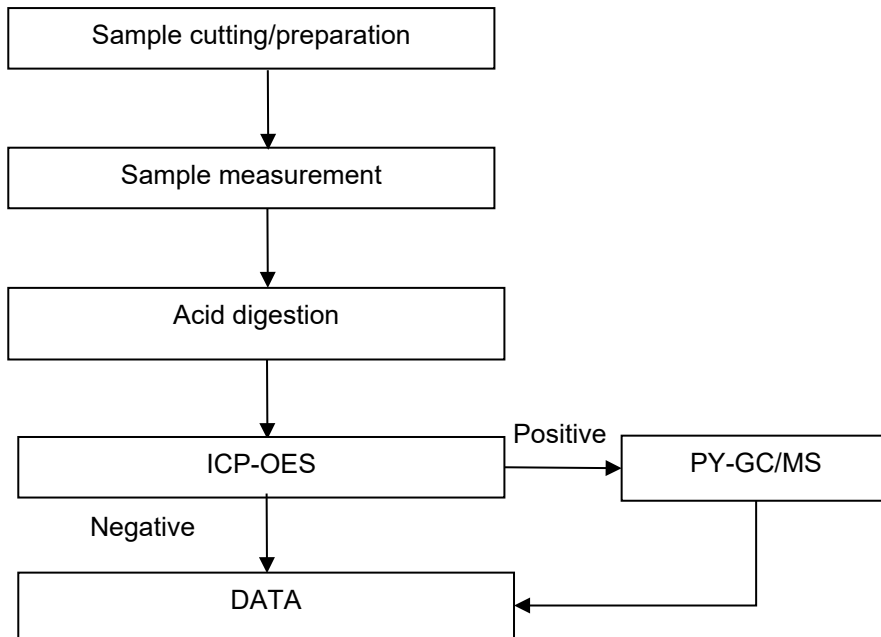 Sample cutting/preparation
Sample measurement
Acid digestion
ICP-OES
Positive
PY-GC/MS
Negative
DATA